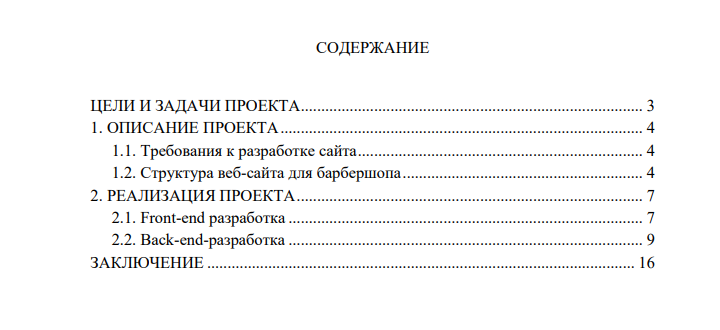 СОДЕРЖАНИЕ
ЦЕЛИ И ЗАДАЧИ ПРОЕКТА 3
1. ОПИСАНИЕ ПРОЕКТА 4
1.1. Требования к разработке сайта 4
1.2. Структура веб-сайта для барбершопа 4
2. РЕАЛИЗАЦИЯ ПРОЕКТА 7
2.1. Front-end разработка 7
2.2. Back-end-разработка 9
ЗАКЛЮЧЕНИЕ 16